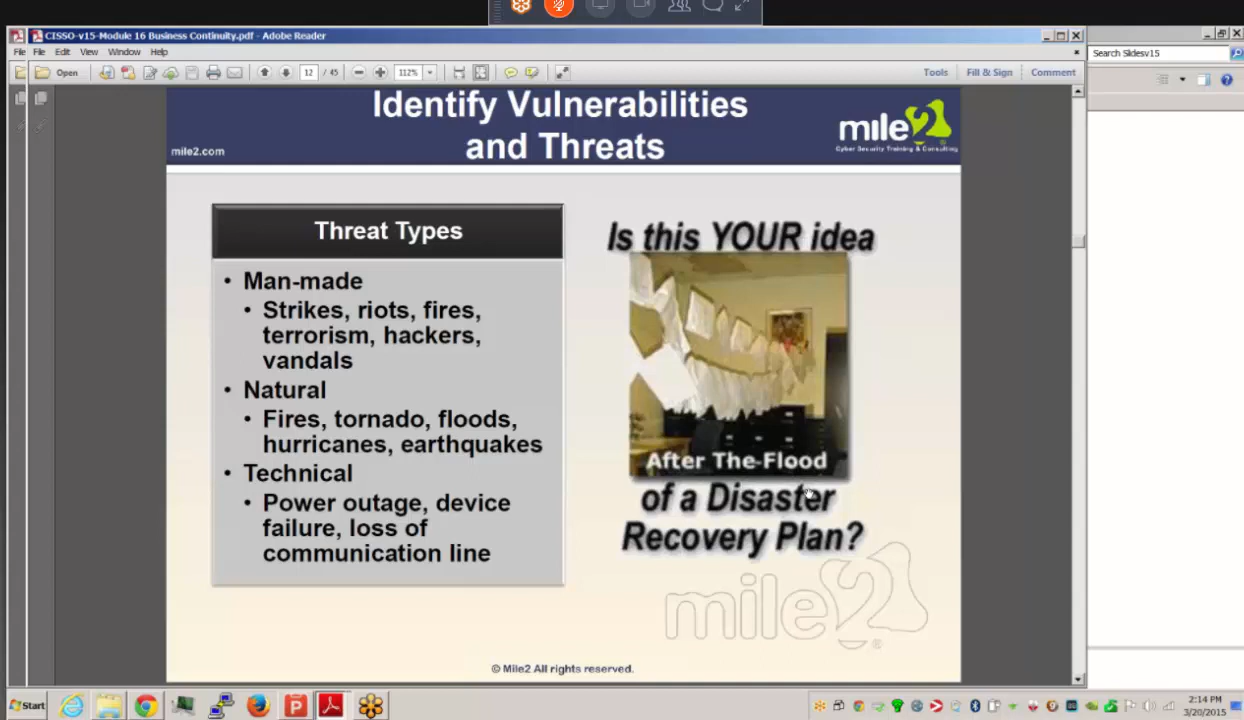 CISSO-v15-Module 16 Business Continuity.pdf - Adobe Reader
File File Edit View Window Help
Search Slidesv15
Open 12 / 45 112% Tools Fill & Sign Comment
Identify Vulnerabilities
and Threats
mile2.com
mile2
Cyber Security Training & Consulting
Threat Types
• Man-made
• Strikes, riots, fires,
terrorism, hackers,
vandals
• Natural
• Fires, tornado, floods,
hurricanes, earthquakes
• Technical
• Power outage, device
failure, loss of
communication line
Is this YOUR idea
After The Flood
of a Disaster
Recovery Plan?
mile2
®
© Mile2 All rights reserved.
Start
2:14 PM
3/20/2015